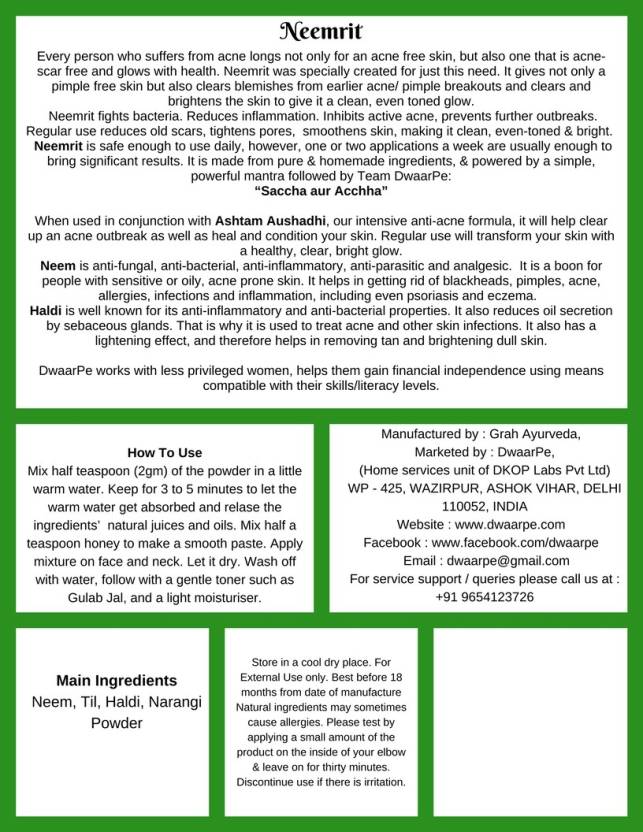 Neemrit
Every person who suffers from acne longs not only for an acne free skin, but also one that is acne-
scar free and glows with health. Neemrit was specially created for just this need. It gives not only a
pimple free skin but also clears blemishes from earlier acne/ pimple breakouts and clears and
brightens the skin to give it a clean, even toned glow.
Neemrit fights bacteria. Reduces inflammation. Inhibits active acne, prevents further outbreaks.
Regular use reduces old scars, tightens pores,  smoothens skin, making it clean, even-toned & bright.
Neemrit is safe enough to use daily, however, one or two applications a week are usually enough to
bring significant results. It is made from pure & homemade ingredients, & powered by a simple,
powerful mantra followed by Team DwaarPe:
“Saccha aur Acchha”
When used in conjunction with Ashtam Aushadhi, our intensive anti-acne formula, it will help clear
up an acne outbreak as well as heal and condition your skin. Regular use will transform your skin with
a healthy, clear, bright glow.
Neem is anti-fungal, anti-bacterial, anti-inflammatory, anti-parasitic and analgesic.  It is a boon for
people with sensitive or oily, acne prone skin. It helps in getting rid of blackheads, pimples, acne,
allergies, infections and inflammation, including even psoriasis and eczema.
Haldi is well known for its anti-inflammatory and anti-bacterial properties. It also reduces oil secretion
by sebaceous glands. That is why it is used to treat acne and other skin infections. It also has a
lightening effect, and therefore helps in removing tan and brightening dull skin.
DwaarPe works with less privileged women, helps them gain financial independence using means
compatible with their skills/literacy levels.
How To Use
Mix half teaspoon (2gm) of the powder in a little
warm water. Keep for 3 to 5 minutes to let the
warm water get absorbed and relase the
ingredients’  natural juices and oils. Mix half a
teaspoon honey to make a smooth paste. Apply
mixture on face and neck. Let it dry. Wash off
with water, follow with a gentle toner such as
Gulab Jal, and a light moisturiser.
Manufactured by : Grah Ayurveda,
Marketed by : DwaarPe,
(Home services unit of DKOP Labs Pvt Ltd)
WP - 425, WAZIRPUR, ASHOK VIHAR, DELHI
110052, INDIA
Website : www.dwaarpe.com
Facebook : www.facebook.com/dwaarpe
Email : dwaarpe@gmail.com
For service support / queries please call us at :
+91 9654123726
Main Ingredients
Neem, Til, Haldi, Narangi
Powder
Store in a cool dry place. For
External Use only. Best before 18
months from date of manufacture
Natural ingredients may sometimes
cause allergies. Please test by
applying a small amount of the
product on the inside of your elbow
& leave on for thirty minutes.
Discontinue use if there is irritation.